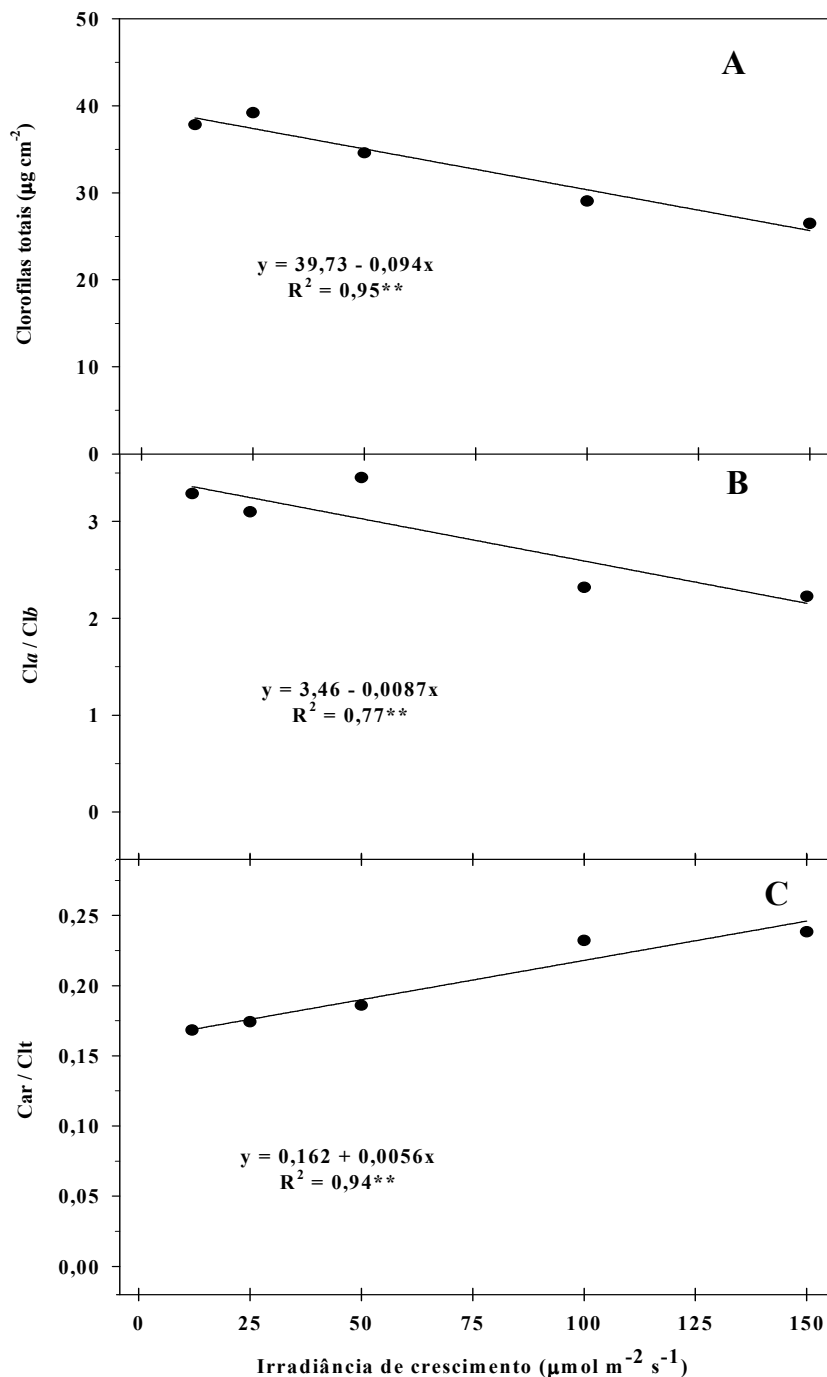 50
A
40
30
20
10
0
Clorofilas totais (µg cm⁻²)
y = 39,73 - 0,094x
R² = 0,95**
B
3
2
1
0
Cla / Clb
y = 3,46 - 0,0087x
R² = 0,77**
C
0,25
0,20
0,15
0,10
0,05
0,00
Car / Clt
y = 0,162 + 0,0056x
R² = 0,94**
0 25 50 75 100 125 150
Irradiância de crescimento (µmol m⁻² s⁻¹)